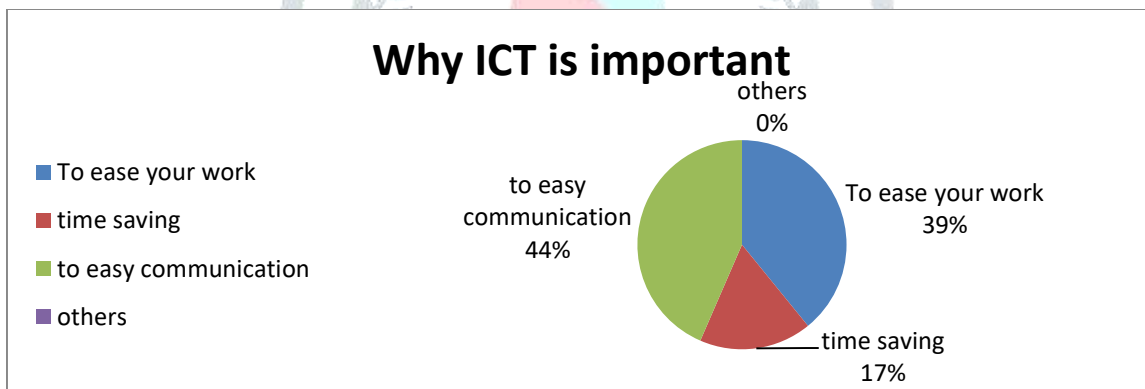 Why ICT is important
To ease your work
time saving
to easy communication
others
others
0%
To ease your work
39%
time saving
17%
to easy
communication
44%